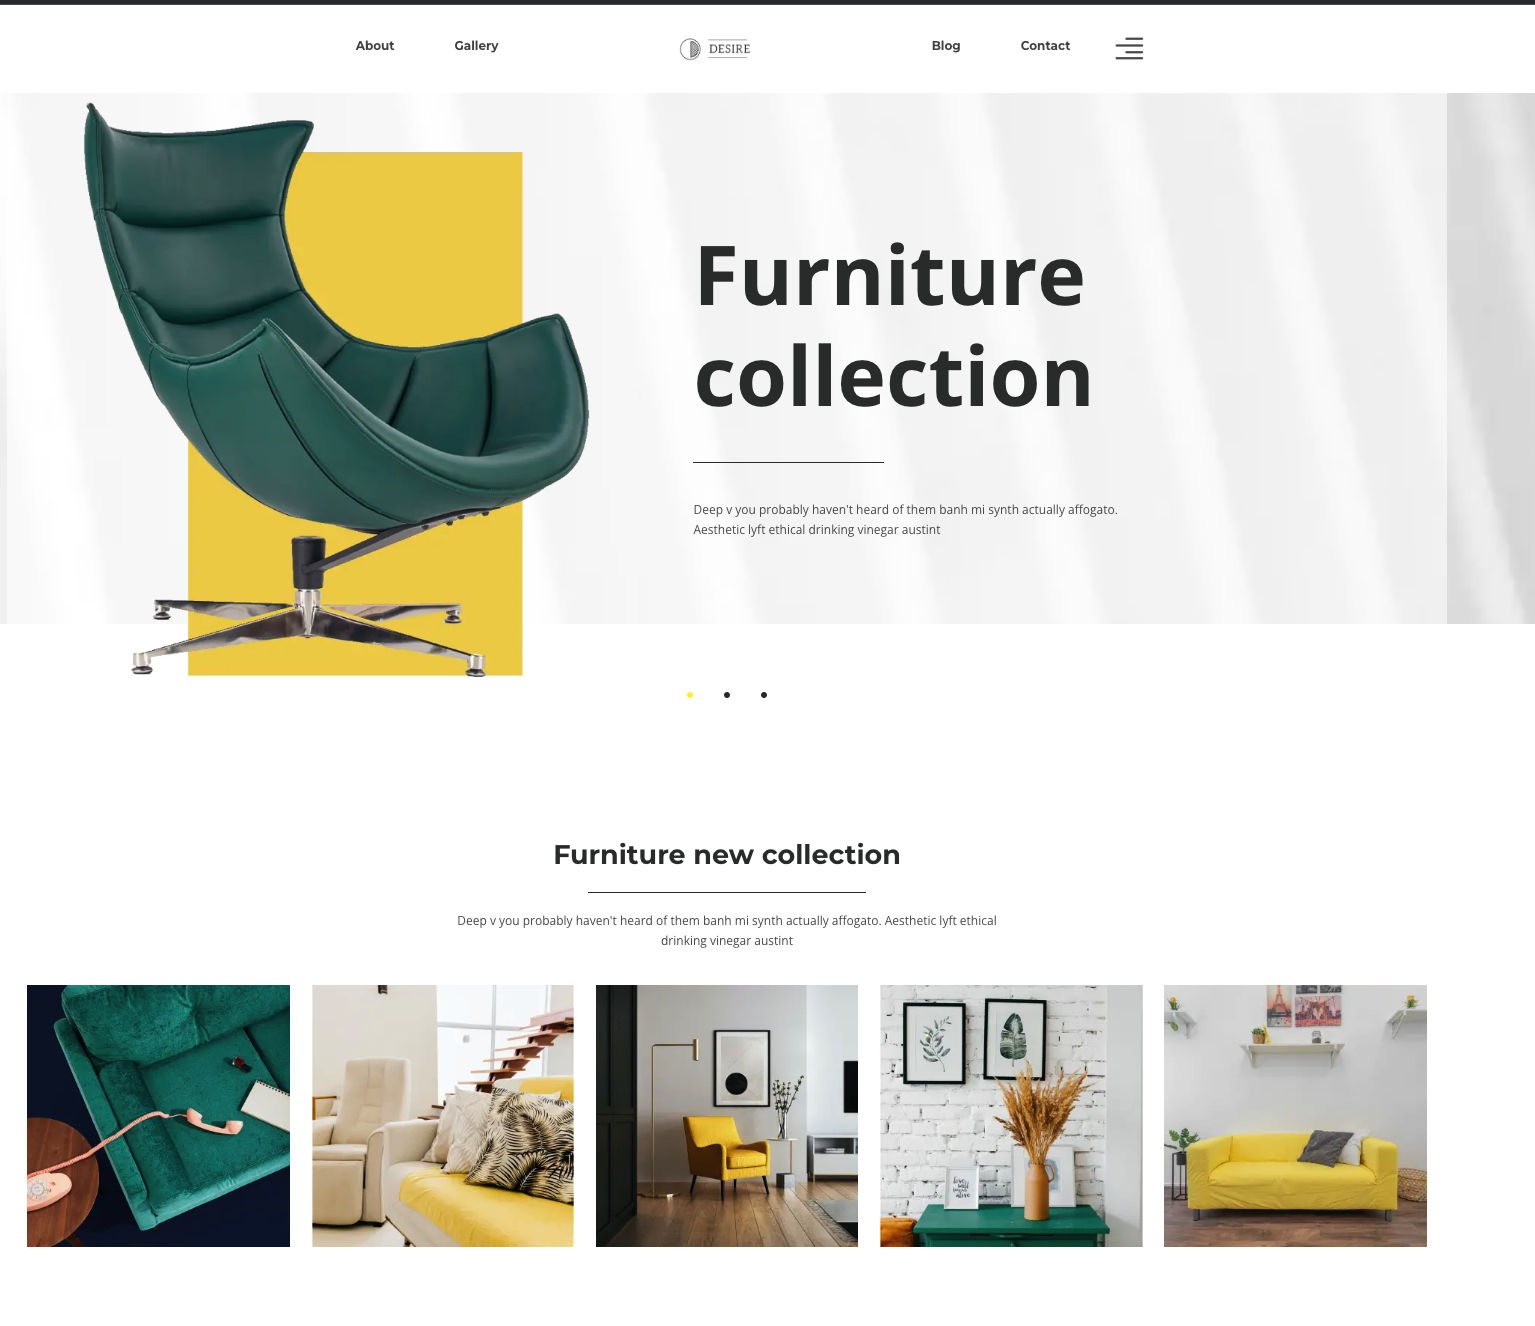 About
Gallery
DESIRE
Blog
Contact
Furniture
collection
Deep v you probably haven't heard of them banh mi synth actually affogato.
Aesthetic lyft ethical drinking vinegar austint
Furniture new collection
Deep v you probably haven't heard of them banh mi synth actually affogato. Aesthetic lyft ethical
drinking vinegar austint